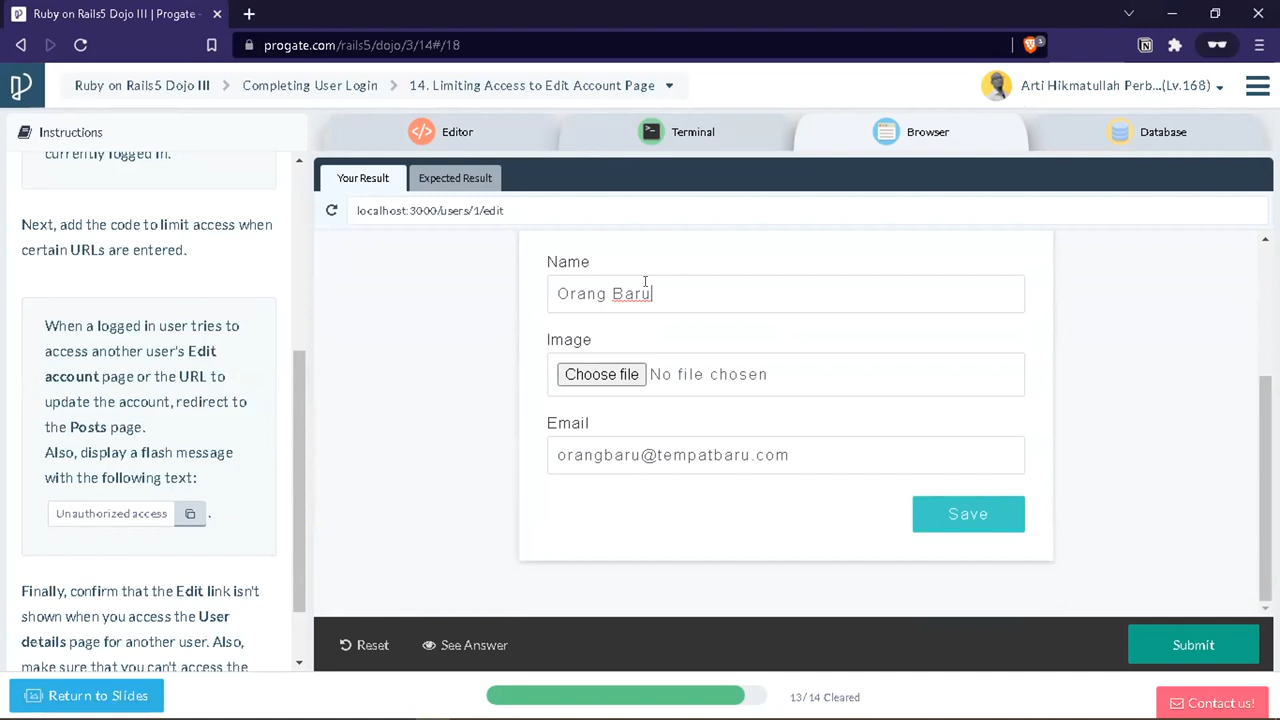 Ruby on Rails5 Dojo III | Progate -
progate.com/rails5/dojo/3/14#/18
3
Ruby on Rails5 Dojo III
Completing User Login
14. Limiting Access to Edit Account Page
Arti Hikmatullah Perb...(Lv.168)
Instructions
Editor
Terminal
Browser
Database
currently logged in.
Next, add the code to limit access when
certain URLs are entered.
When a logged in user tries to
access another user's Edit
account page or the URL to
update the account, redirect to
the Posts page.
Also, display a flash message
with the following text:
Unauthorized access .
Finally, confirm that the Edit link isn't
shown when you access the User
details page for another user. Also,
make sure that you can't access the
Your Result
Expected Result
localhost:3000/users/1/edit
Name
Orang Baru
Image
Choose file No file chosen
Email
orangbaru@tempatbaru.com
Save
Reset
See Answer
Submit
Return to Slides
13/14 Cleared
Contact us!